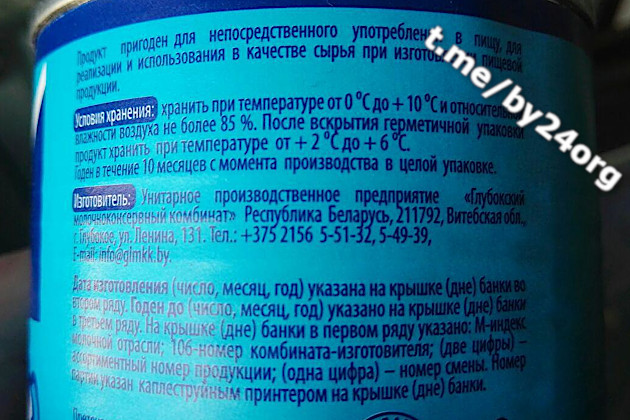 Продукт пригоден для непосредственного употребления в пищу, для
реализации и использования в качестве сырья при изготовлении пищевой
продукции.
Условия хранения: хранить при температуре от 0 °С до + 10 °С и относительной
влажности воздуха не более 85 %. После вскрытия герметичной упаковки
продукт хранить при температуре от + 2 °С до + 6 °С.
Годен в течение 10 месяцев с момента производства в целой упаковке.
Изготовитель: Унитарное производственное предприятие «Глубокский
молочноконсервный комбинат» Республика Беларусь, 211792, Витебская обл.,
г. Глубокое, ул. Ленина, 131. Тел.: +375 2156 5-51-32, 5-49-39,
E-mail: info@glmkk.by.
Дата изготовления (число, месяц, год) указана на крышке (дне) банки во
втором ряду. Годен до (число, месяц, год) указано на крышке (дне) банки
в третьем ряду. На крышке (дне) банки в первом ряду указано: М-индекс
молочной отрасли; 106-номер комбината-изготовителя; (две цифры) –
ассортиментный номер продукции; (одна цифра) – номер смены. Номер
партии указан каплеструйным принтером на крышке (дне) банки.
t.me/by24org